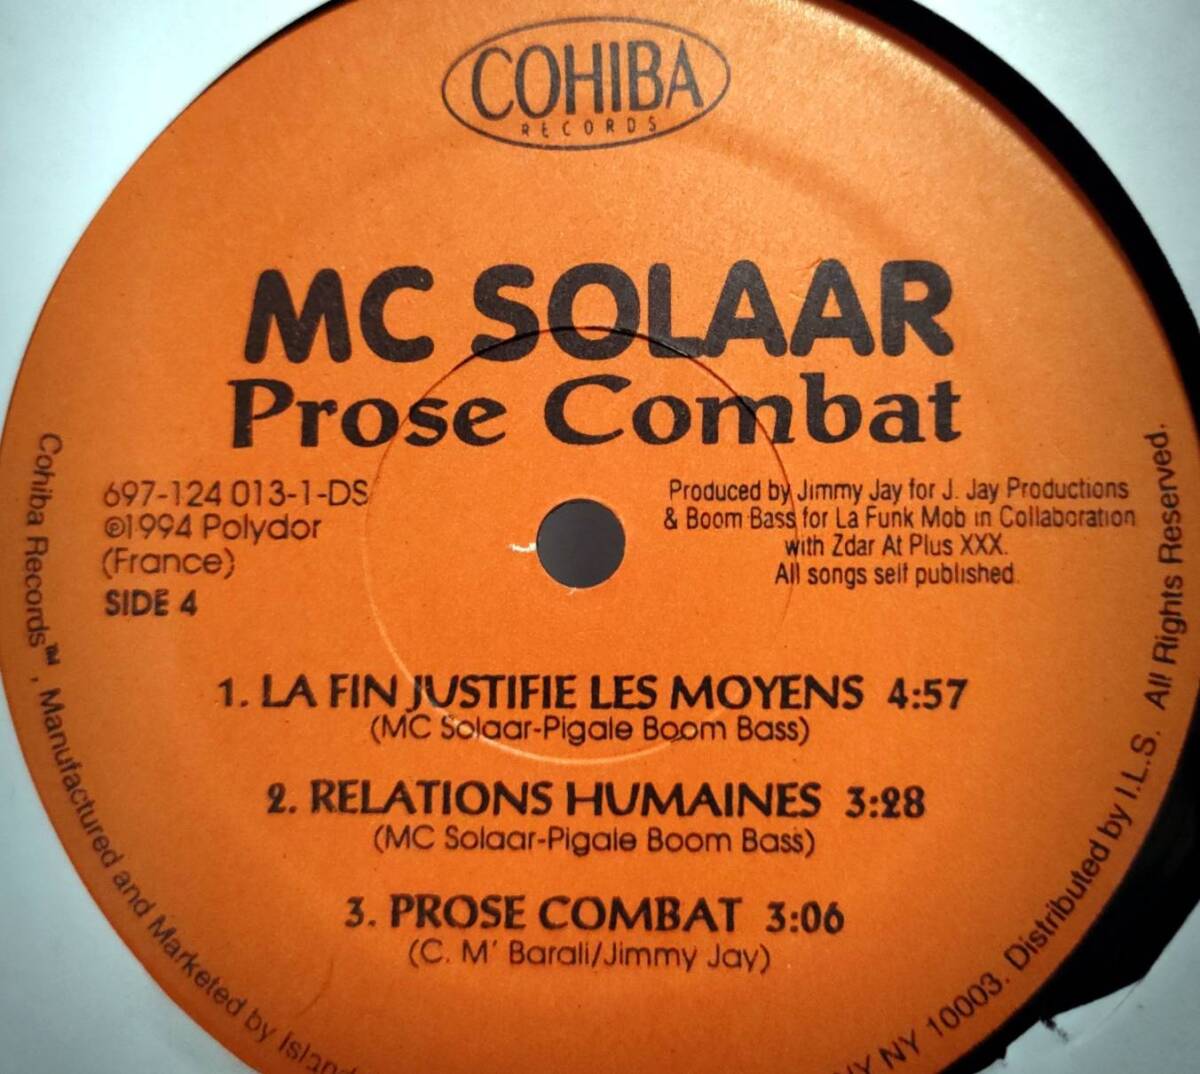 COHIBA
RECORDS
MC SOLAAR
Prose Combat
697-124 013-1-DS
℗1994 Polydor
(France)
SIDE 4
Produced by Jimmy Jay for J. Jay Productions
& Boom Bass for La Funk Mob in Collaboration
with Zdar At Plus XXX.
All songs self published.
1. LA FIN JUSTIFIE LES MOYENS 4:57
(MC Solaar-Pigale Boom Bass)
2. RELATIONS HUMAINES 3:28
(MC Solaar-Pigale Boom Bass)
3. PROSE COMBAT 3:06
(C. M' Barali/Jimmy Jay)
Cohiba Records™, Manufactured and Marketed by Island
NY 10003. Distributed by I.L.S. All Rights Reserved.